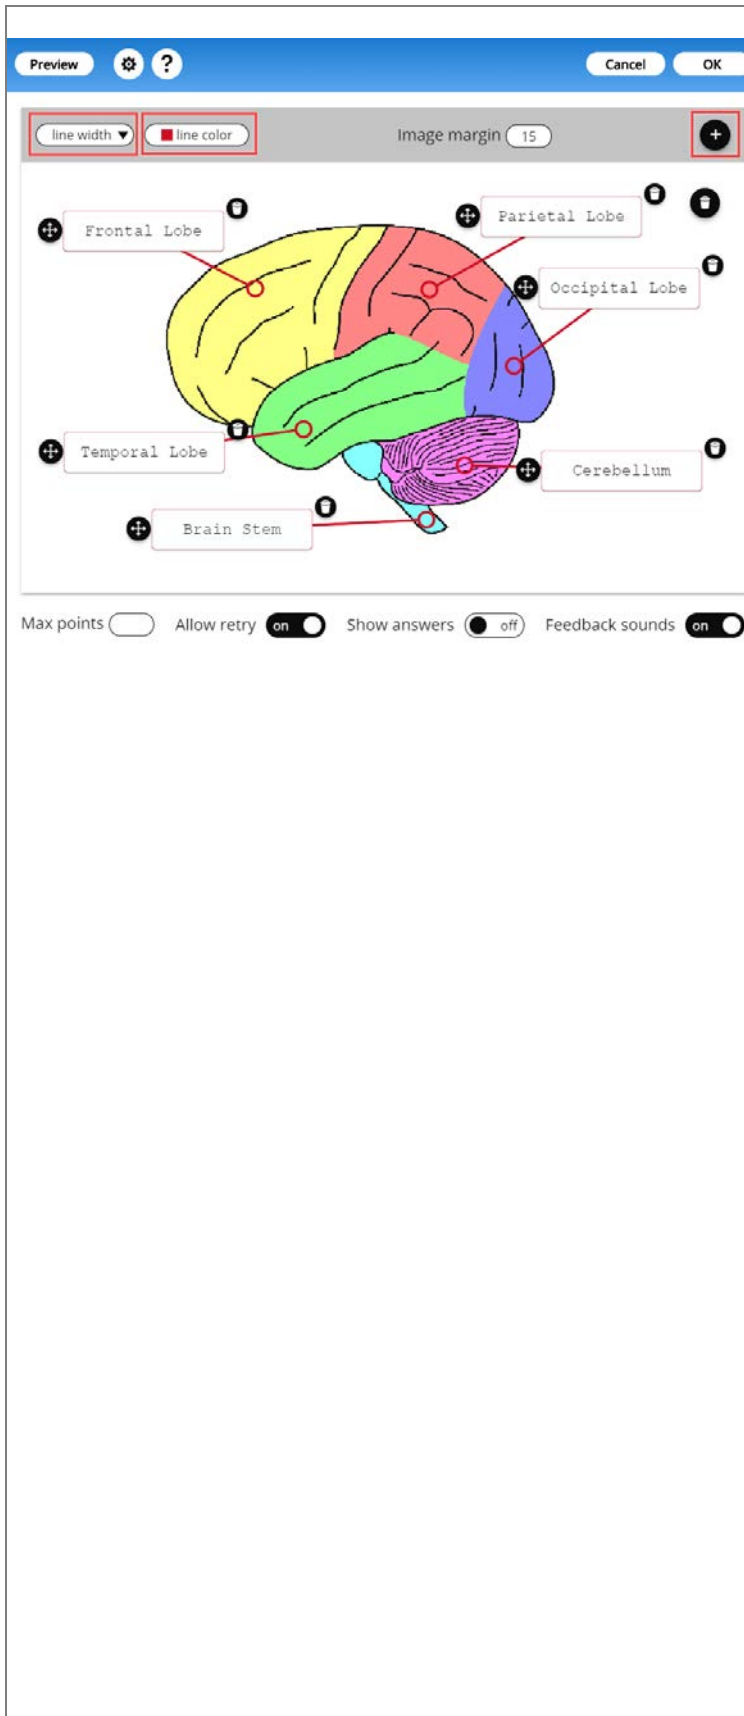 Preview ? Cancel OK
line width line color Image margin 15 +
Frontal Lobe
Parietal Lobe
Occipital Lobe
Temporal Lobe
Cerebellum
Brain Stem
Max points Allow retry on Show answers off Feedback sounds on